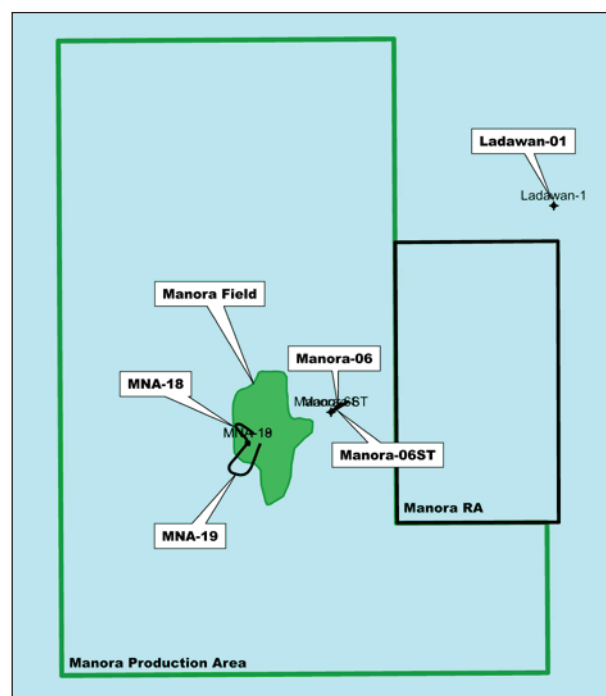 Ladawan-01
Ladawan-1
Manora Field
Manora-06
MNA-18
MNA-18
Manora-06ST
MNA-19
Manora RA
Manora Production Area